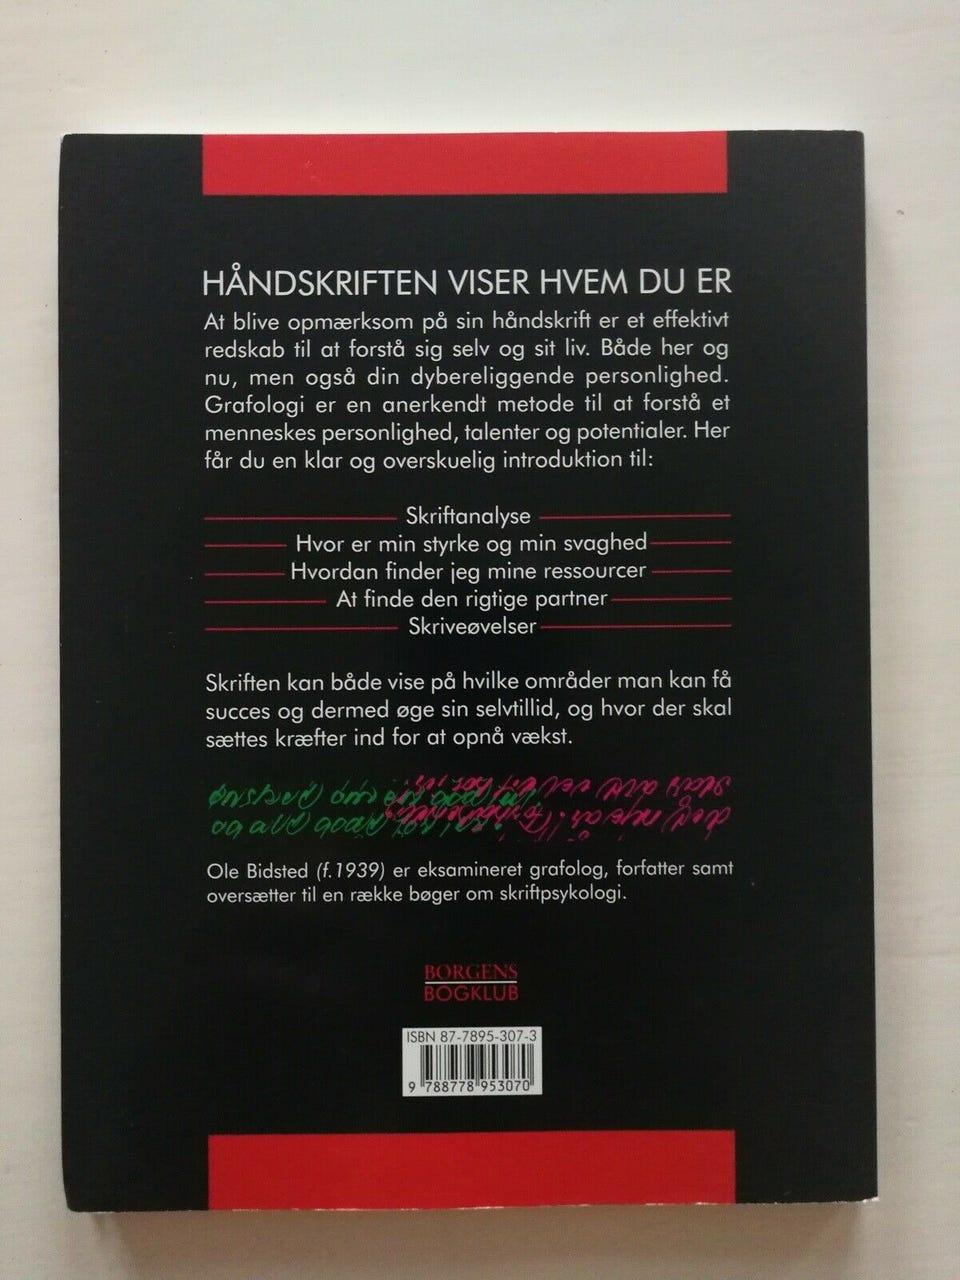 HÅNDSKRIFTEN VISER HVEM DU ER
At blive opmærksom på sin håndskrift er et effektivt
redskab til at forstå sig selv og sit liv. Både her og
nu, men også din dybereliggende personlighed.
Grafologi er en anerkendt metode til at forstå et
menneskes personlighed, talenter og potentialer. Her
får du en klar og overskuelig introduktion til:
Skriftanalyse
Hvor er min styrke og min svaghed
Hvordan finder jeg mine ressourcer
At finde den rigtige partner
Skriveøvelser
Skriften kan både vise på hvilke områder man kan få
succes og dermed øge sin selvtillid, og hvor der skal
sættes kræfter ind for at opnå vækst.
Ole Bidsted (f.1939) er eksamineret grafolog, forfatter samt
oversætter til en række bøger om skriftpsykologi.
BORGENS
BOGKLUB
ISBN 87-7895-307-3
9 788778 953070